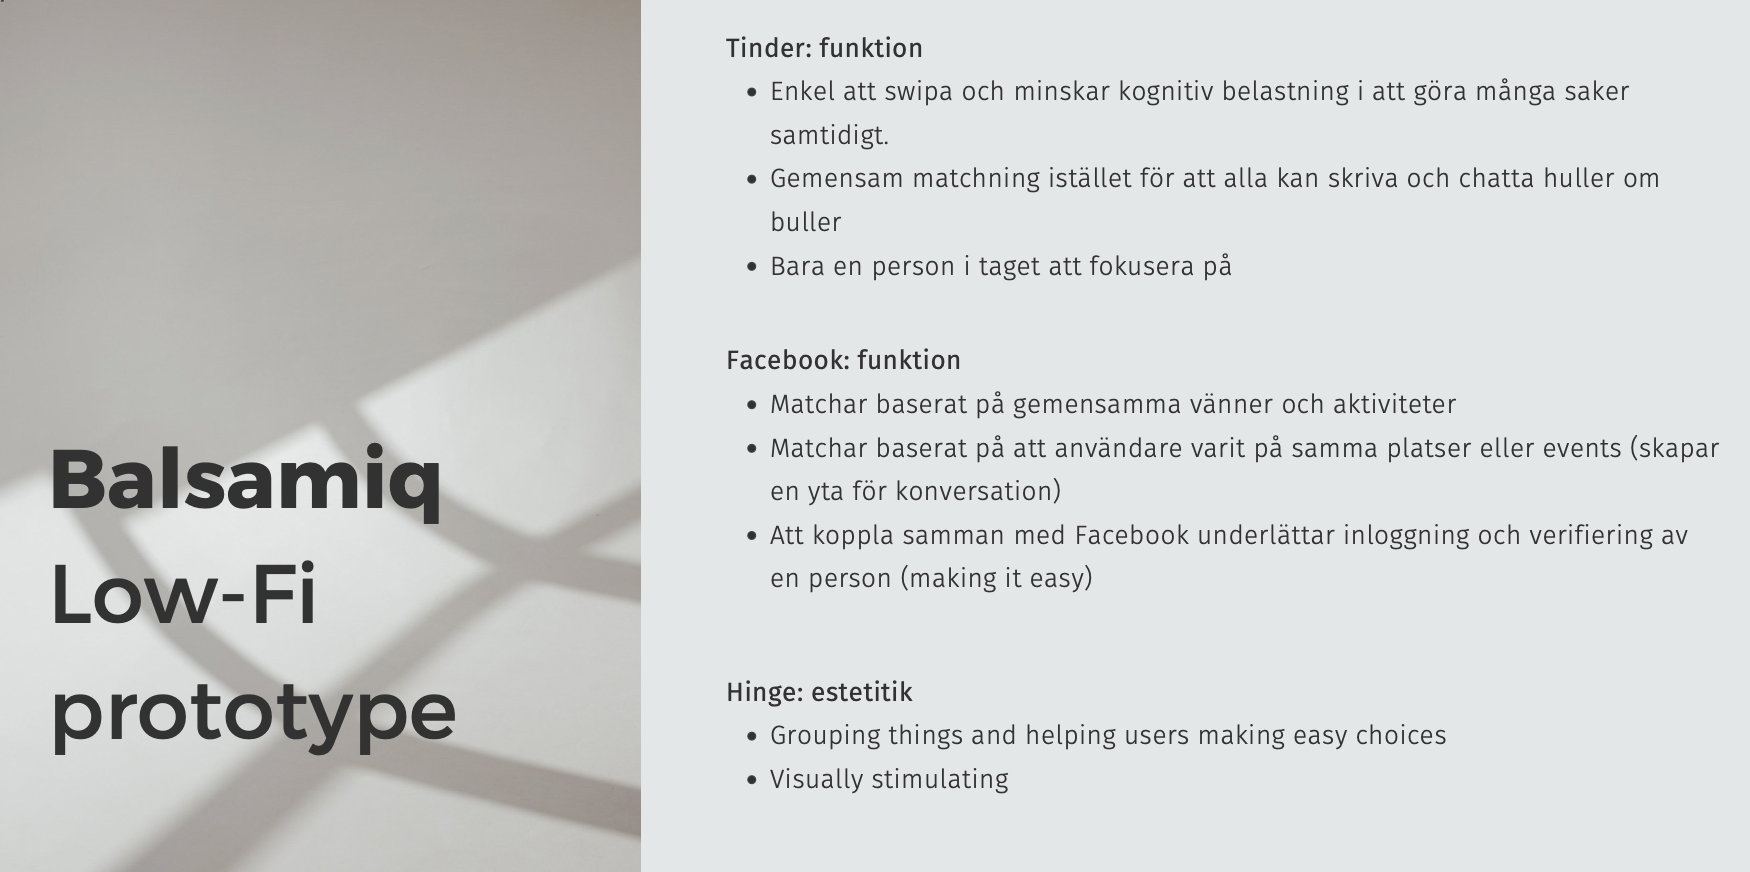 Balsamiq
Low-Fi
prototype
Tinder: funktion
• Enkel att swipa och minskar kognitiv belastning i att göra många saker
samtidigt.
• Gemensam matchning istället för att alla kan skriva och chatta huller om
buller
• Bara en person i taget att fokusera på
Facebook: funktion
• Matchar baserat på gemensamma vänner och aktiviteter
• Matchar baserat på att användare varit på samma platser eller events (skapar
en yta för konversation)
• Att koppla samman med Facebook underlättar inloggning och verifiering av
en person (making it easy)
Hinge: estetitik
• Grouping things and helping users making easy choices
• Visually stimulating